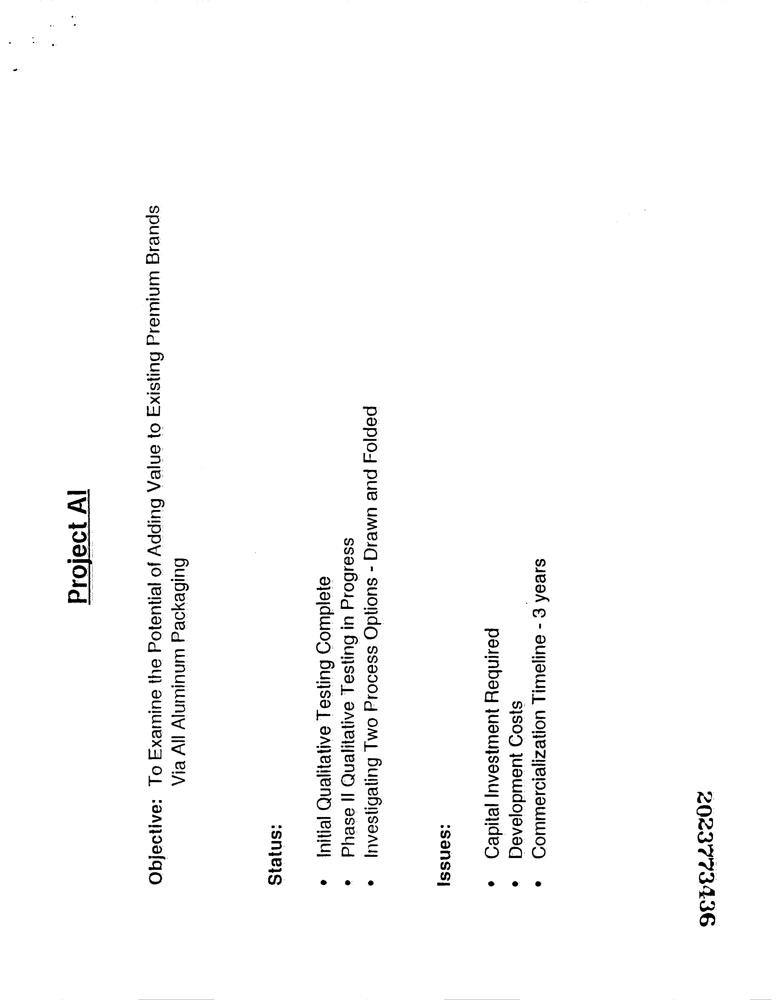 Project Al
Objective: To Examine the Potential of Adding Value to Existing Premium Brands
Via All Aluminum Packaging
Status:
• Initial Qualitative Testing Complete
• Phase II Qualitative Testing in Progress
• Investigating Two Process Options - Drawn and Folded
Issues:
• Capital Investment Required
• Development Costs
• Commercialization Timeline - 3 years
2023773436